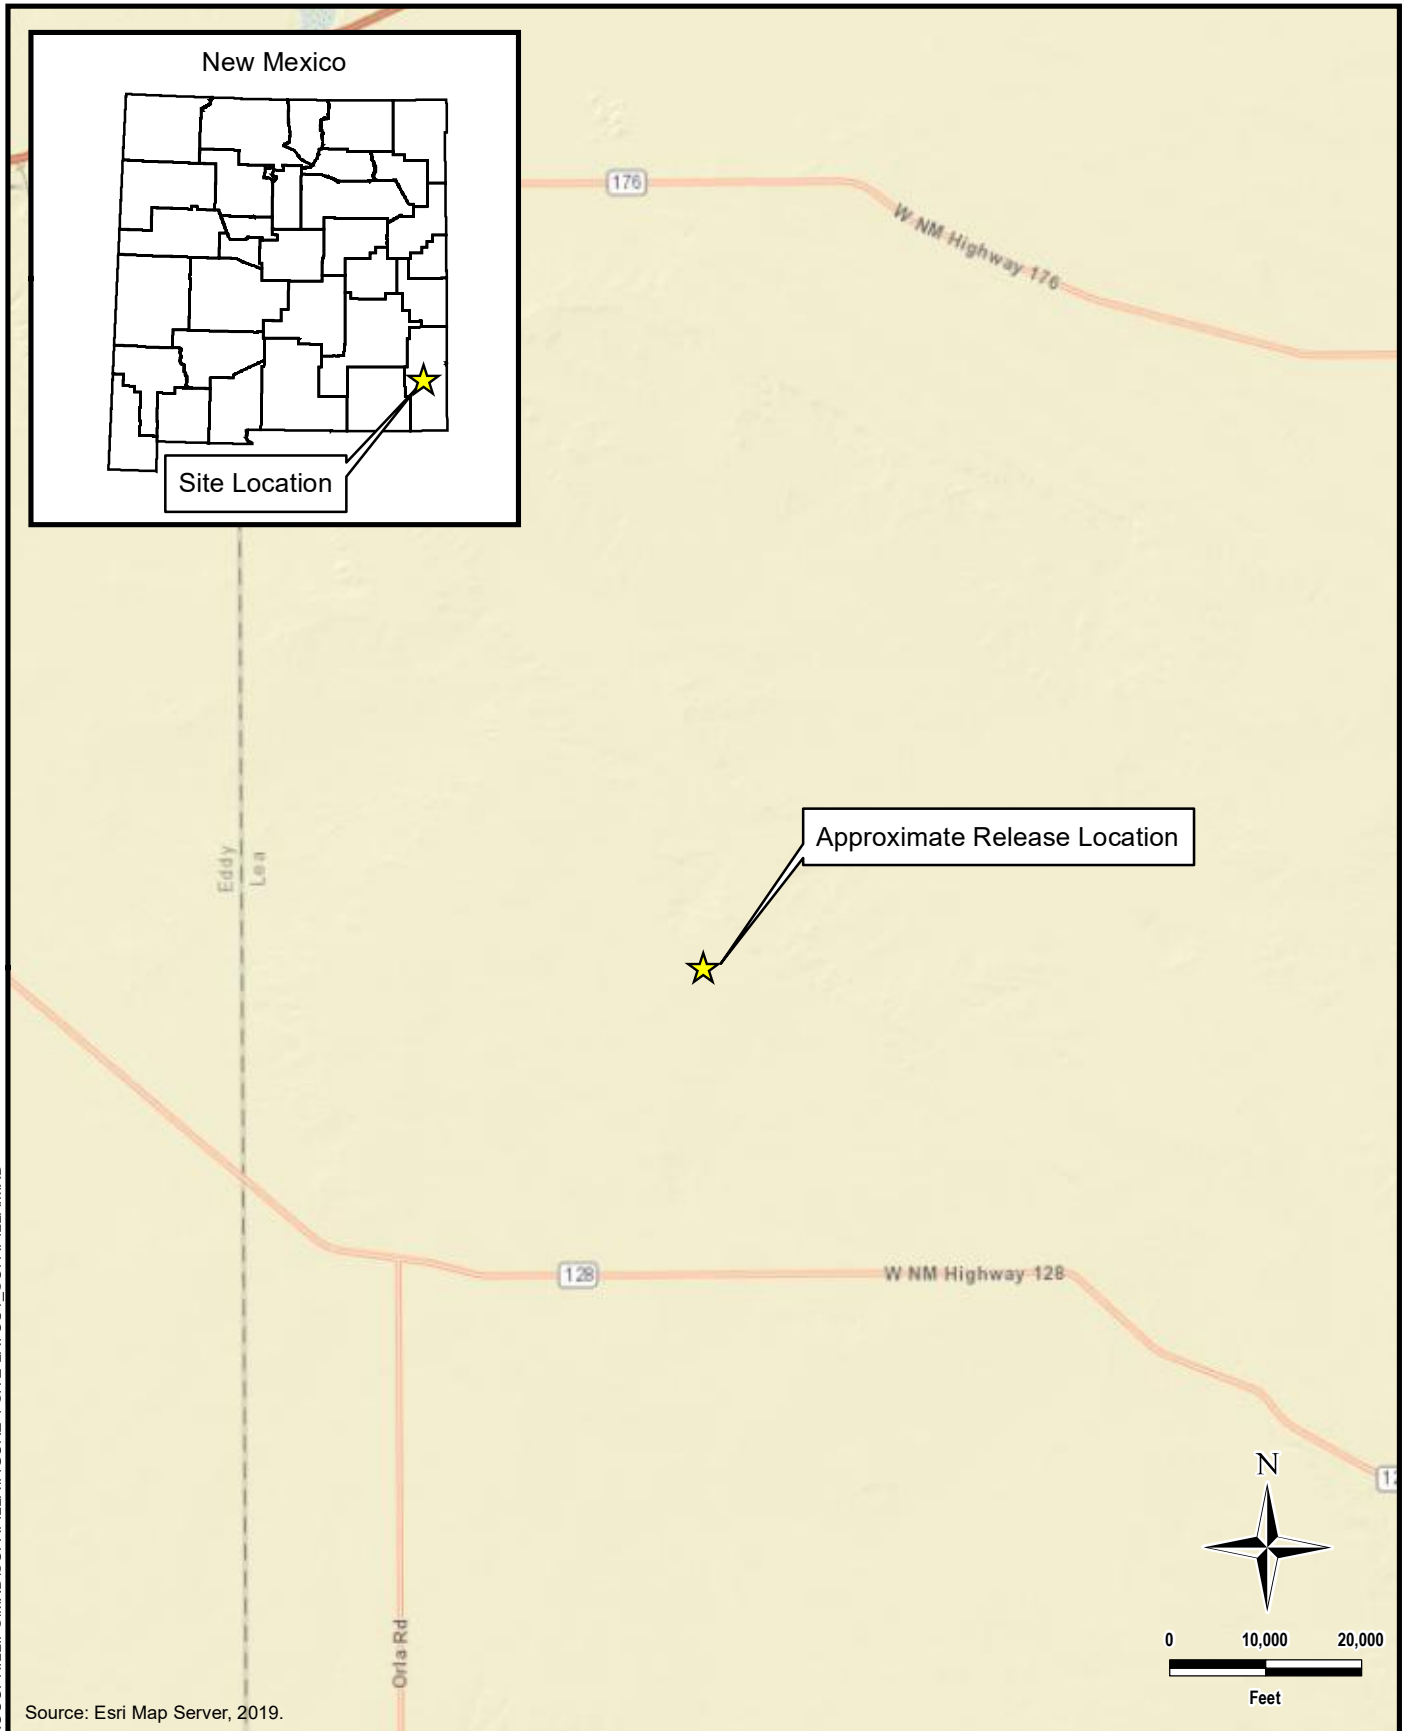 New Mexico
Site Location
176
W NM Highway 176
Approximate Release Location
Eddy
Lea
128
W NM Highway 128
Orla Rd
N
0 10,000 20,000
Feet
Source: Esri Map Server, 2019.